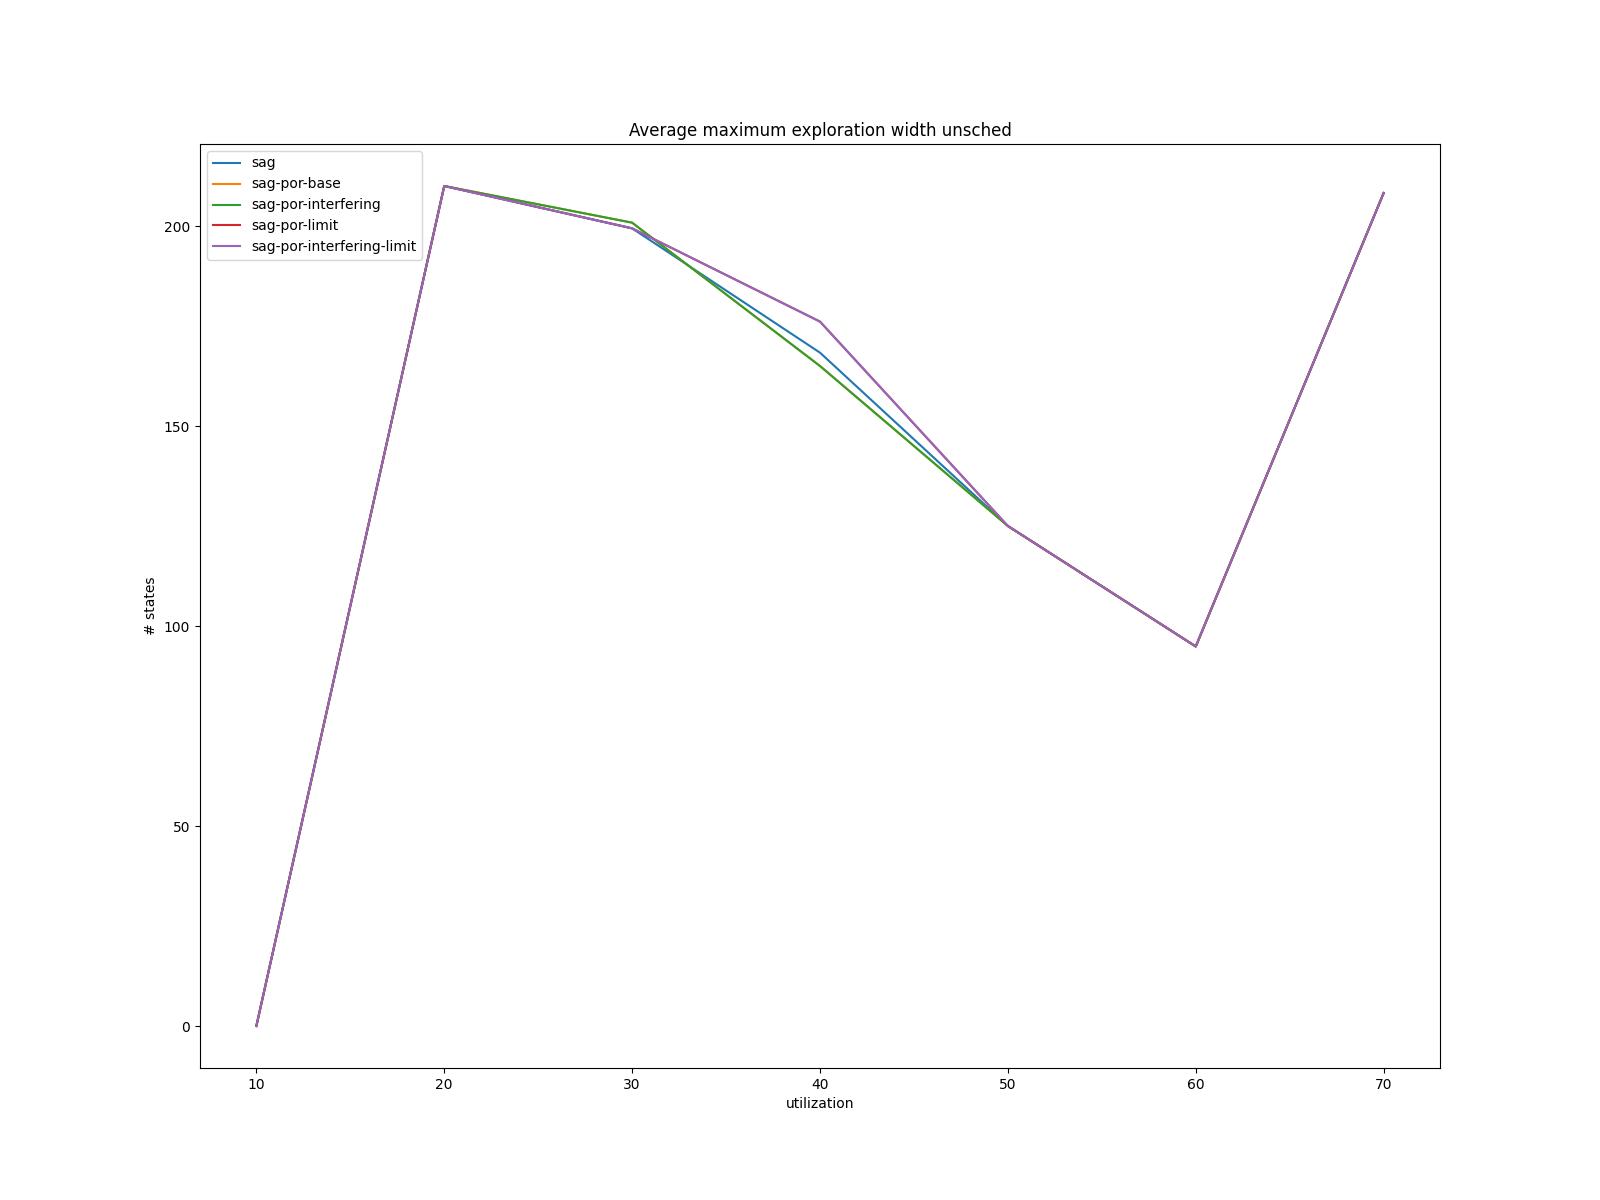 Average maximum exploration width unsched
sag
sag-por-base
sag-por-interfering
sag-por-limit
sag-por-interfering-limit
# states
200
150
100
50
0
10 20 30 40 50 60 70
utilization